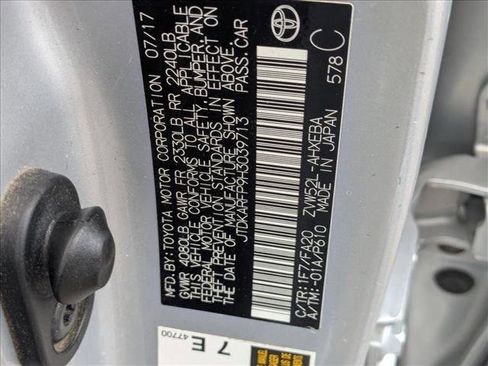 MFD. BY: TOYOTA MOTOR CORPORATION 07/17
GVWR 4080LB GAWR FR 2330LB RR 2240LB
THIS VEHICLE CONFORMS TO ALL APPLICABLE
FEDERAL MOTOR VEHICLE SAFETY, BUMPER, AND
THEFT PREVENTION STANDARDS IN EFFECT ON
THE DATE OF MANUFACTURE SHOWN ABOVE.
PASS. CAR
C/TR:1F7/FA20 ZVW52L-AHXEBA
A/TM:-01A/P610 MADE IN JAPAN
578 C
7 E
47700